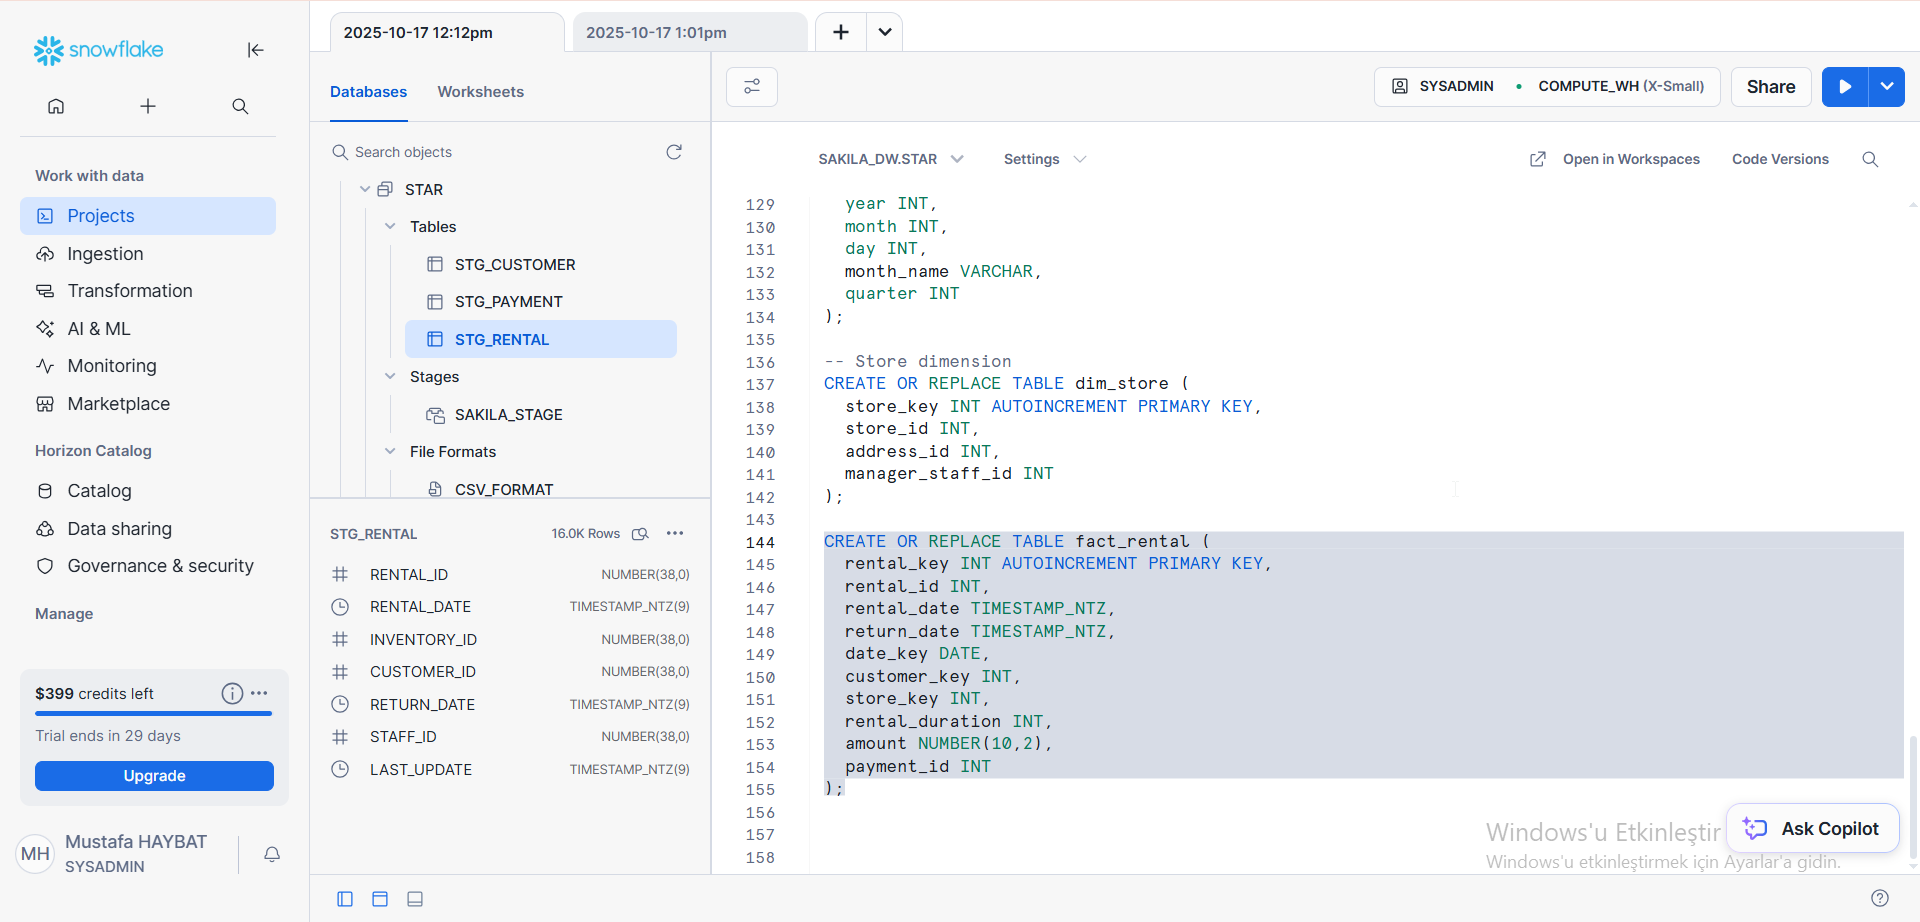 snowflake
Work with data
Projects
Ingestion
Transformation
AI & ML
Monitoring
Marketplace
Horizon Catalog
Catalog
Data sharing
Governance & security
Manage
$399 credits left
Trial ends in 29 days
Upgrade
MH
Mustafa HAYBAT
SYSADMIN
2025-10-17 12:12pm
2025-10-17 1:01pm
Databases
Worksheets
Search objects
STAR
Tables
STG_CUSTOMER
STG_PAYMENT
STG_RENTAL
Stages
SAKILA_STAGE
File Formats
CSV_FORMAT
STG_RENTAL 16.0K Rows
RENTAL_ID NUMBER(38,0)
RENTAL_DATE TIMESTAMP_NTZ(9)
INVENTORY_ID NUMBER(38,0)
CUSTOMER_ID NUMBER(38,0)
RETURN_DATE TIMESTAMP_NTZ(9)
STAFF_ID NUMBER(38,0)
LAST_UPDATE TIMESTAMP_NTZ(9)
SYSADMIN COMPUTE_WH (X-Small)
Share
SAKILA_DW.STAR
Settings
Open in Workspaces
Code Versions
129 year INT,
130 month INT,
131 day INT,
132 month_name VARCHAR,
133 quarter INT
134 );
135
136 -- Store dimension
137 CREATE OR REPLACE TABLE dim_store (
138 store_key INT AUTOINCREMENT PRIMARY KEY,
139 store_id INT,
140 address_id INT,
141 manager_staff_id INT
142 );
143
144 CREATE OR REPLACE TABLE fact_rental (
145 rental_key INT AUTOINCREMENT PRIMARY KEY,
146 rental_id INT,
147 rental_date TIMESTAMP_NTZ,
148 return_date TIMESTAMP_NTZ,
149 date_key DATE,
150 customer_key INT,
151 store_key INT,
152 rental_duration INT,
153 amount NUMBER(10,2),
154 payment_id INT
155 );
156
157
158
Windows'u Etkinleştir
Windows'u etkinleştirmek için Ayarlar'a gidin.
Ask Copilot